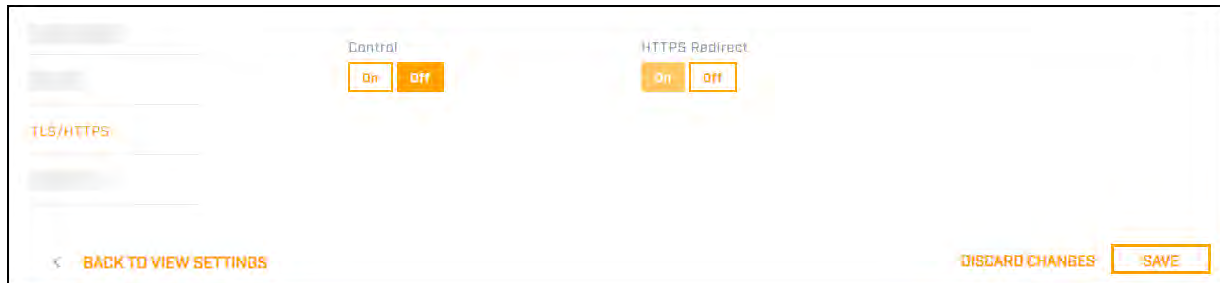 Control
HTTPS Redirect
On Off
On Off
TLS/HTTPS
< BACK TO VIEW SETTINGS
DISCARD CHANGES
SAVE